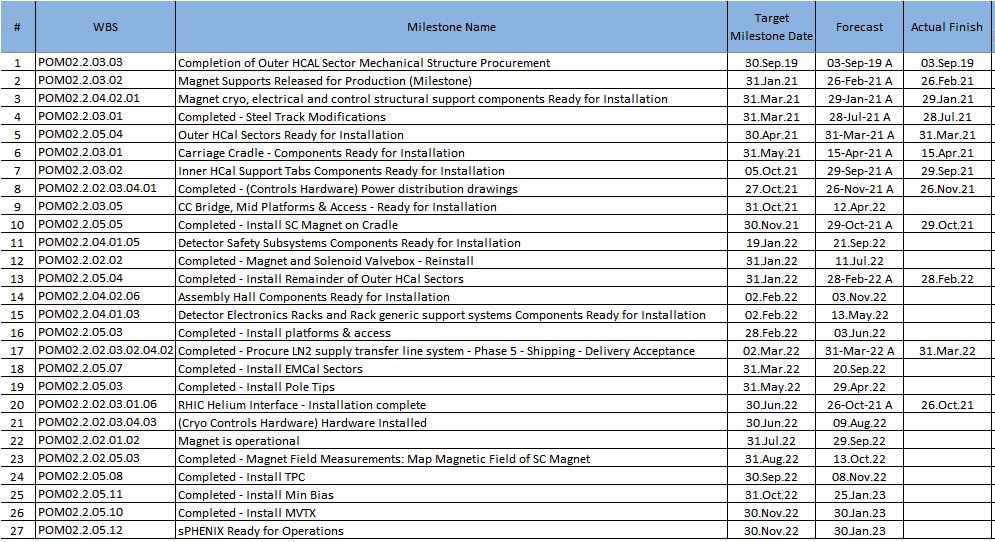 # WBS Milestone Name Target Milestone Date Forecast Actual Finish
1 POM02.2.03.03 Completion of Outer HCAL Sector Mechanical Structure Procurement 30.Sep.19 03-Sep-19 A 03.Sep.19
2 POM02.2.03.02 Magnet Supports Released for Production (Milestone) 31.Jan.21 26-Feb-21 A 26.Feb.21
3 POM02.2.04.02.01 Magnet cryo, electrical and control structural support components Ready for Installation 31.Mar.21 29-Jan-21 A 29.Jan.21
4 POM02.2.03.01 Completed - Steel Track Modifications 31.Mar.21 28-Jul-21 A 28.Jul.21
5 POM02.2.05.04 Outer HCal Sectors Ready for Installation 30.Apr.21 31-Mar-21 A 31.Mar.21
6 POM02.2.03.01 Carriage Cradle - Components Ready for Installation 31.May.21 15-Apr-21 A 15.Apr.21
7 POM02.2.03.02 Inner HCal Support Tabs Components Ready for Installation 05.Oct.21 29-Sep-21 A 29.Sep.21
8 POM02.2.02.03.04.01 Completed - (Controls Hardware) Power distribution drawings 27.Oct.21 26-Nov-21 A 26.Nov.21
9 POM02.2.03.05 CC Bridge, Mid Platforms & Access - Ready for Installation 31.Oct.21 12.Apr.22
10 POM02.2.05.05 Completed - Install SC Magnet on Cradle 30.Nov.21 29-Oct-21 A 29.Oct.21
11 POM02.2.04.01.05 Detector Safety Subsystems Components Ready for Installation 19.Jan.22 21.Sep.22
12 POM02.2.02.02 Completed - Magnet and Solenoid Valvebox - Reinstall 31.Jan.22 11.Jul.22
13 POM02.2.05.04 Completed - Install Remainder of Outer HCal Sectors 31.Jan.22 28-Feb-22 A 28.Feb.22
14 POM02.2.04.02.06 Assembly Hall Components Ready for Installation 02.Feb.22 03.Nov.22
15 POM02.2.04.01.03 Detector Electronics Racks and Rack generic support systems Components Ready for Installation 02.Feb.22 13.May.22
16 POM02.2.05.03 Completed - Install platforms & access 28.Feb.22 03.Jun.22
17 POM02.2.02.03.02.04.02 Completed - Procure LN2 supply transfer line system - Phase 5 - Shipping - Delivery Acceptance 02.Mar.22 31-Mar-22 A 31.Mar.22
18 POM02.2.05.07 Completed - Install EMCal Sectors 31.Mar.22 20.Sep.22
19 POM02.2.05.03 Completed - Install Pole Tips 31.May.22 29.Apr.22
20 POM02.2.02.03.01.06 RHIC Helium Interface - Installation complete 30.Jun.22 26-Oct-21 A 26.Oct.21
21 POM02.2.02.03.04.03 (Cryo Controls Hardware) Hardware Installed 30.Jun.22 09.Aug.22
22 POM02.2.02.01.02 Magnet is operational 31.Jul.22 29.Sep.22
23 POM02.2.02.05.03 Completed - Magnet Field Measurements: Map Magnetic Field of SC Magnet 31.Aug.22 13.Oct.22
24 POM02.2.05.08 Completed - Install TPC 30.Sep.22 08.Nov.22
25 POM02.2.05.11 Completed - Install Min Bias 31.Oct.22 25.Jan.23
26 POM02.2.05.10 Completed - Install MVTX 30.Nov.22 30.Jan.23
27 POM02.2.05.12 sPHENIX Ready for Operations 30.Nov.22 30.Jan.23